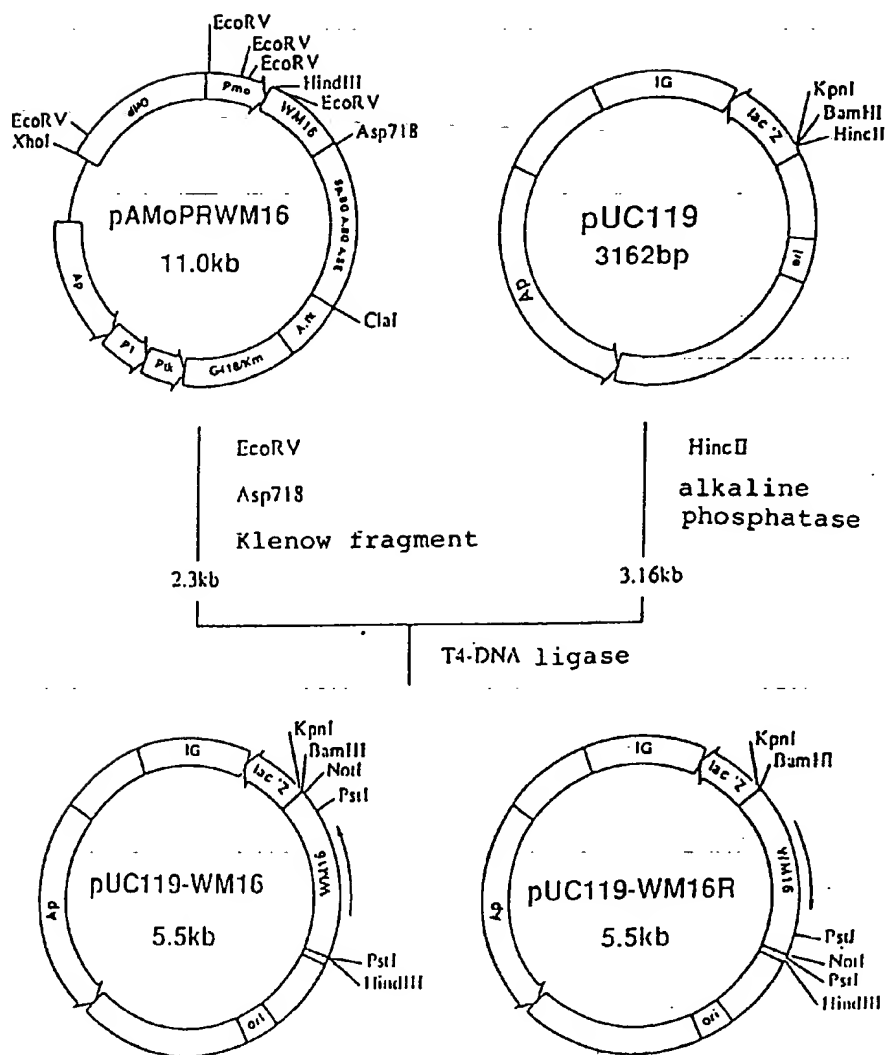 EcoRV
EcoRV
EcoRV
HindIII
EcoRV
Asp718
Pmo
WM16
EcoRV
XhoI
pAMoPRWM16
11.0kb
Ap
P1
Ptk
G418/Km
ClaI
IG
lac 'Z
KpnI
BamHI
HincII
pUC119
3162bp
Ap
EcoRV
Asp718
Klenow fragment
2.3kb
HincII
alkaline
phosphatase
3.16kb
T4-DNA ligase
IG
lac 'Z
KpnI
BamHI
NotI
PstI
WM16
pUC119-WM16
5.5kb
Ap
PstI
HindIII
ori
IG
lac 'Z
KpnI
BamHI
WM16
pUC119-WM16R
5.5kb
Ap
PstI
NotI
PstI
HindIII
ori